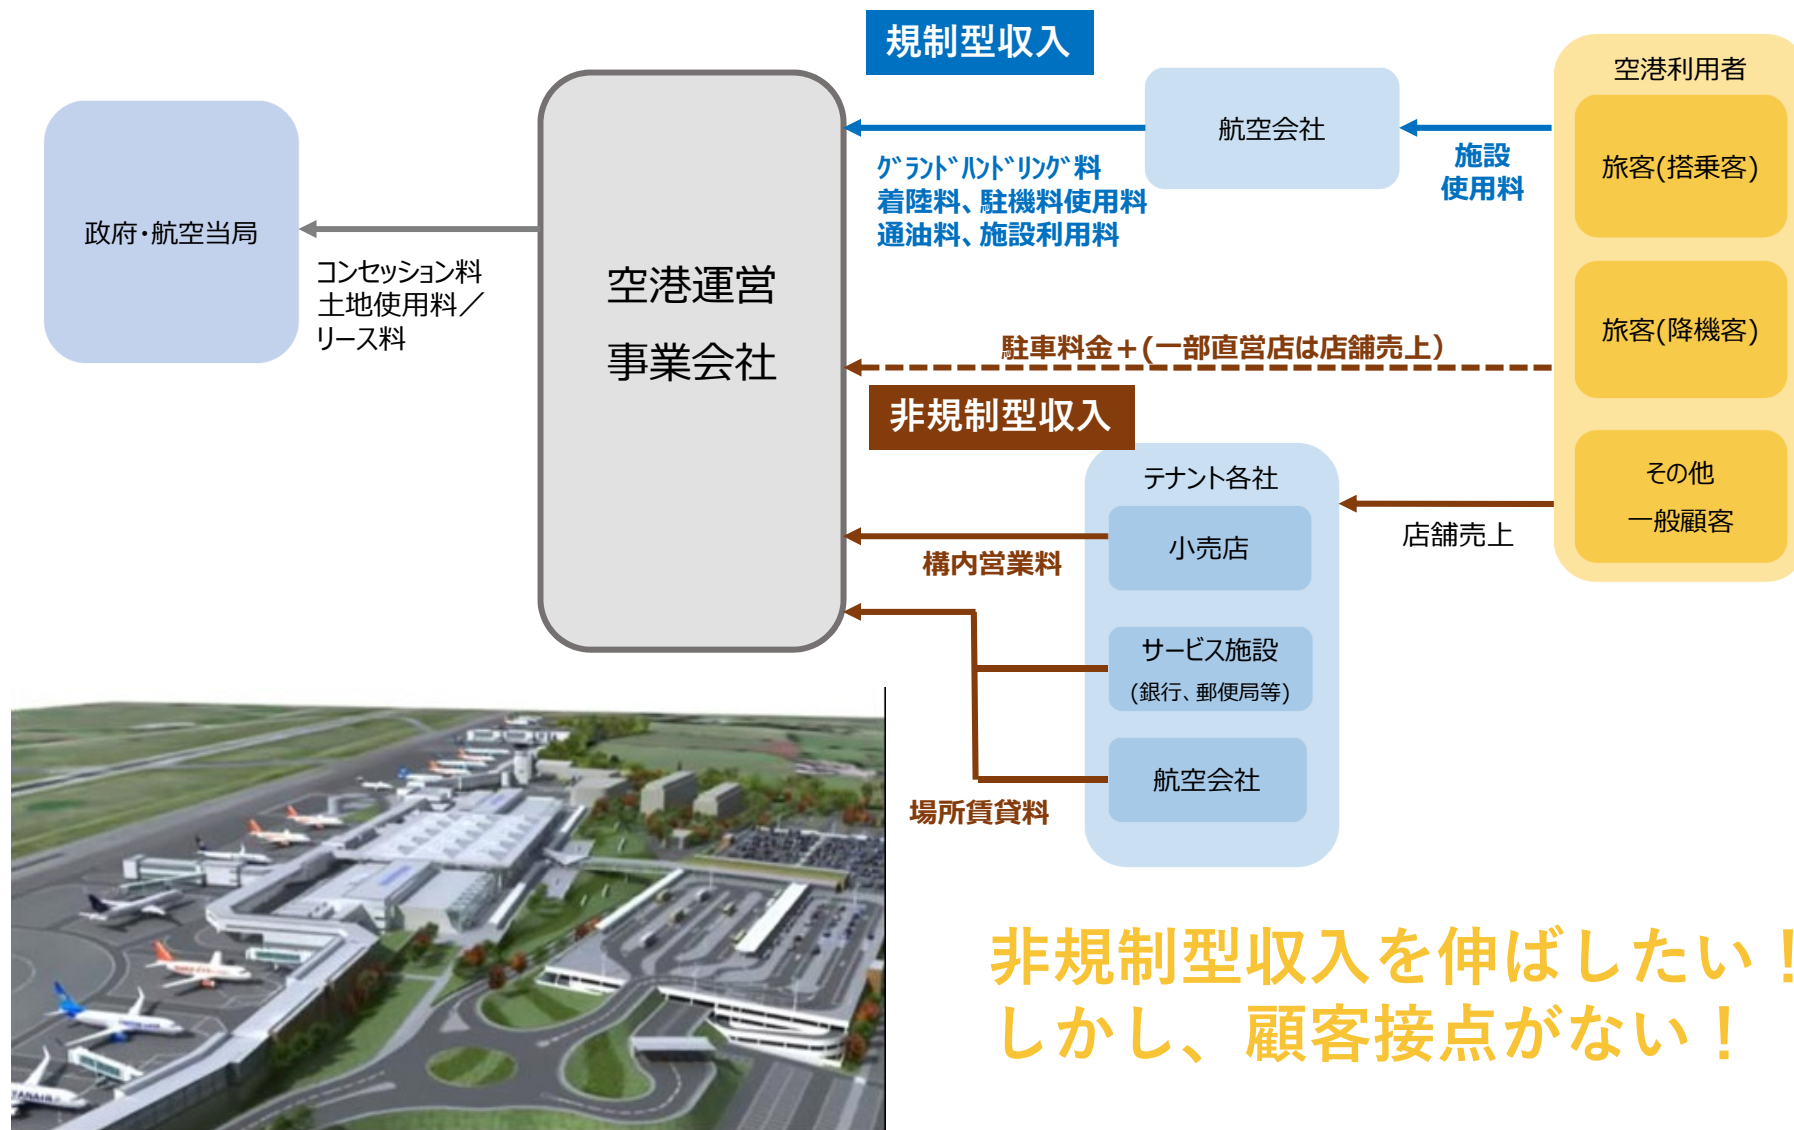 規制型収入
空港利用者
航空会社
旅客(搭乗客)
施設
使用料
ｸﾞﾗﾝﾄﾞﾊﾝﾄﾞﾘﾝｸﾞ料
着陸料、駐機料使用料
通油料、施設利用料
政府・航空当局
コンセッション料
土地使用料／
リース料
空港運営
事業会社
旅客(降機客)
駐車料金＋(一部直営店は店舗売上）
非規制型収入
テナント各社
その他
一般顧客
店舗売上
小売店
構内営業料
サービス施設
(銀行、郵便局等)
航空会社
場所賃貸料
非規制型収入を伸ばしたい！
しかし、顧客接点がない！